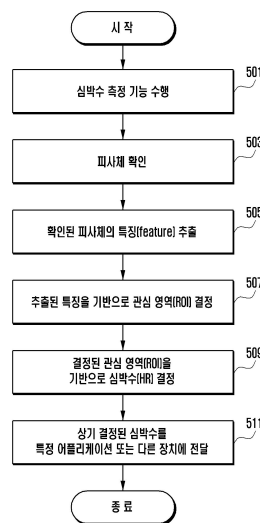 시 작
501
심박수 측정 기능 수행
503
피사체 확인
505
확인된 피사체의 특징(feature) 추출
507
추출된 특징을 기반으로 관심 영역(ROI) 결정
509
결정된 관심 영역(ROI)을
기반으로 심박수(HR) 결정
511
상기 결정된 심박수를
특정 어플리케이션 또는 다른 장치에 전달
종 료